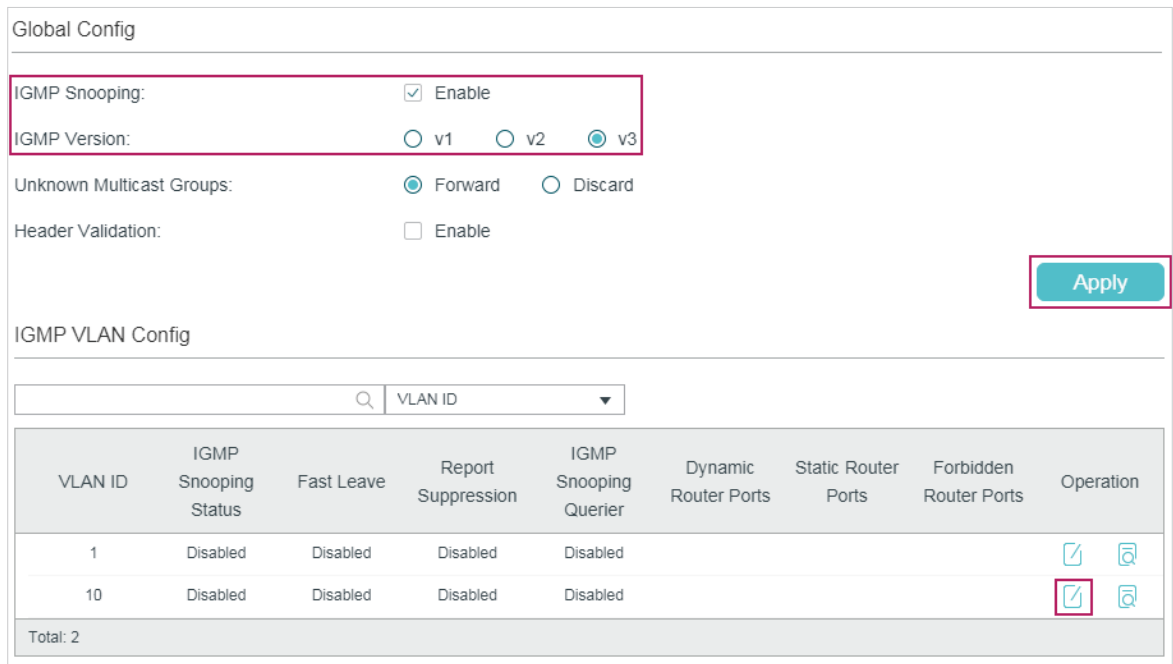 Global Config
IGMP Snooping: Enable
IGMP Version: v1 v2 v3
Unknown Multicast Groups: Forward Discard
Header Validation: Enable
Apply
IGMP VLAN Config
VLAN ID
VLAN ID IGMP Snooping Status Fast Leave Report Suppression IGMP Snooping Querier Dynamic Router Ports Static Router Ports Forbidden Router Ports Operation
1 Disabled Disabled Disabled Disabled
10 Disabled Disabled Disabled Disabled
Total: 2